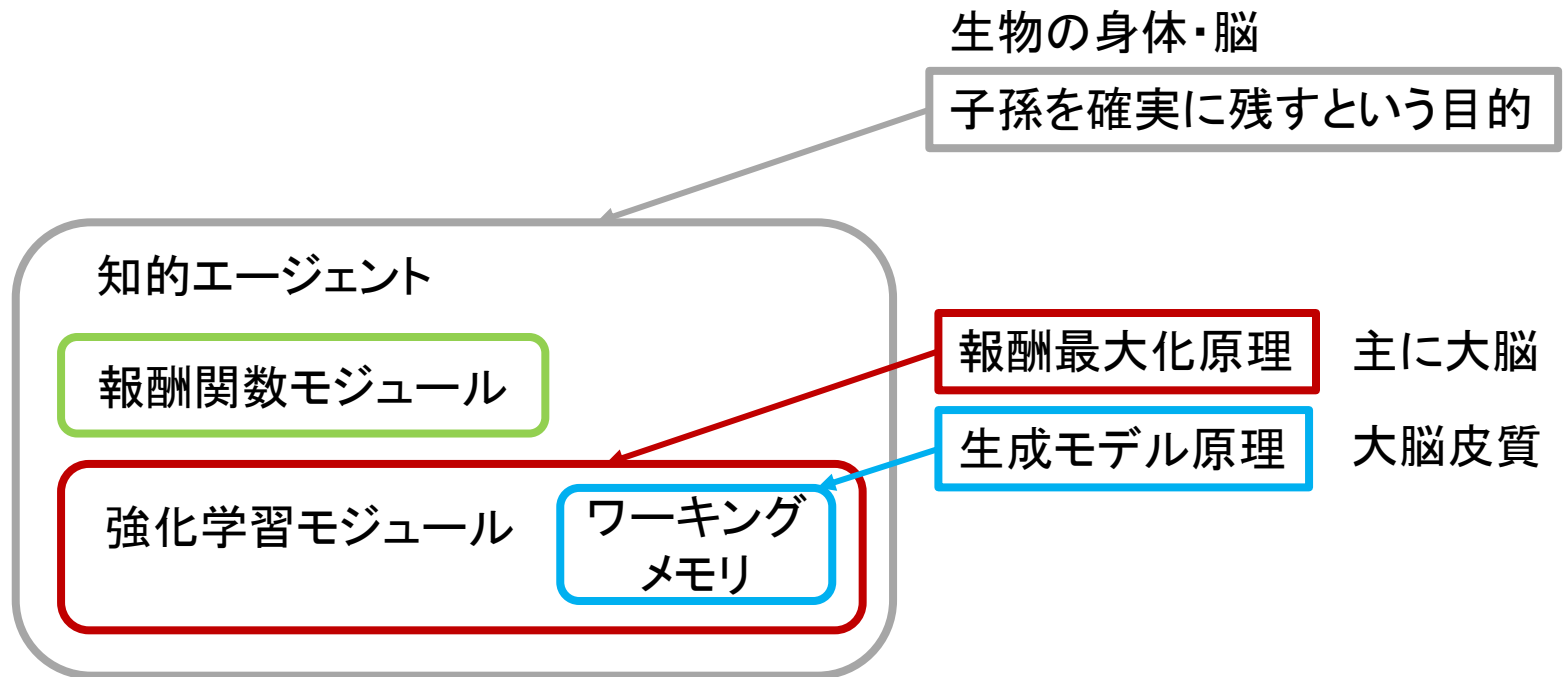 生物の身体・脳
子孫を確実に残すという目的
知的エージェント
報酬関数モジュール
報酬最大化原理
主に大脳
生成モデル原理
大脳皮質
強化学習モジュール
ワーキング
メモリ